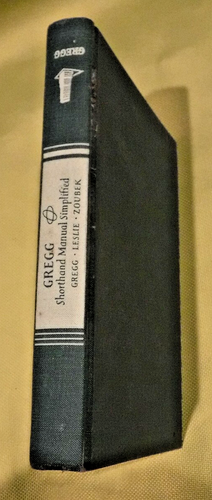 GREGG
GREGG
Shorthand Manual Simplified
GREGG · LESLIE · ZOUBEK